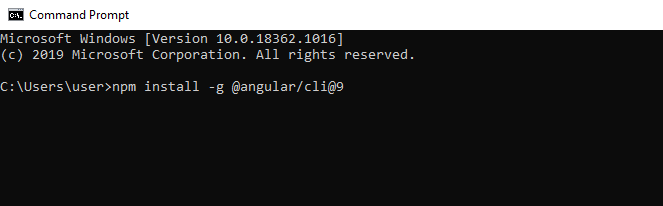 Command Prompt
Microsoft Windows [Version 10.0.18362.1016]
(c) 2019 Microsoft Corporation. All rights reserved.
C:\Users\user>npm install -g @angular/cli@9